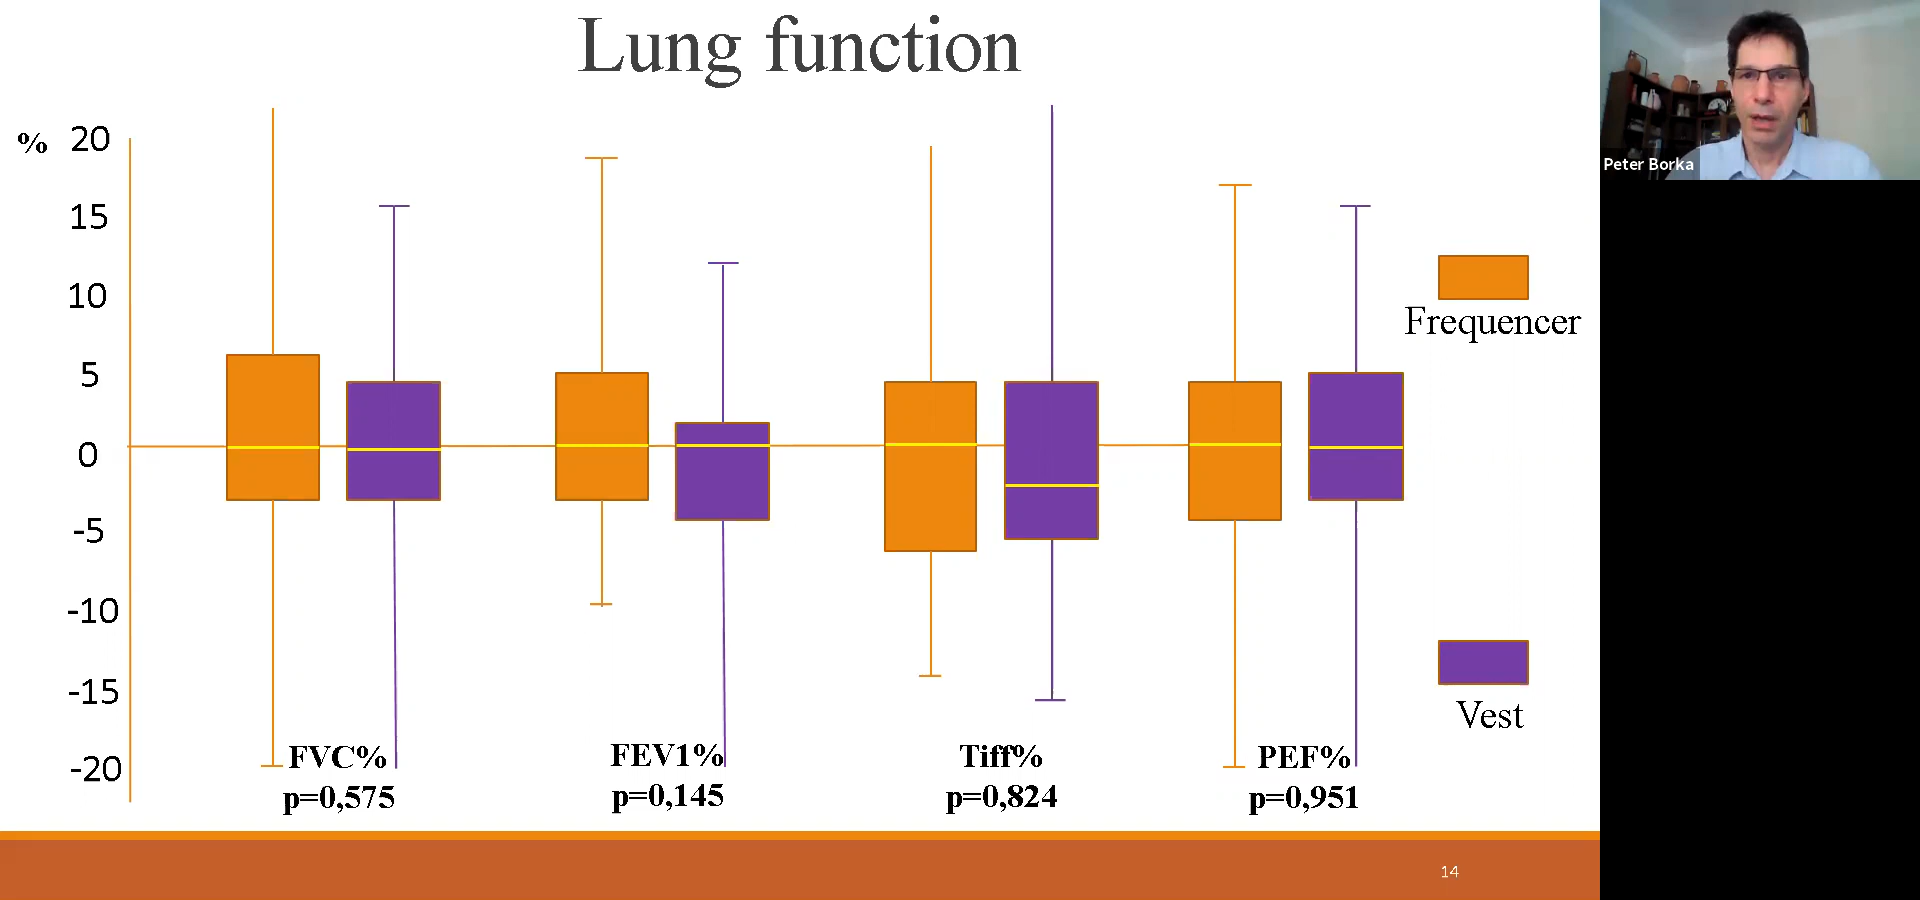 Lung function
%
20
15
10
5
0
-5
-10
-15
-20
FVC%
p=0,575
FEV1%
p=0,145
Tiff%
p=0,824
PEF%
p=0,951
Frequencer
Vest
14
Peter Borka